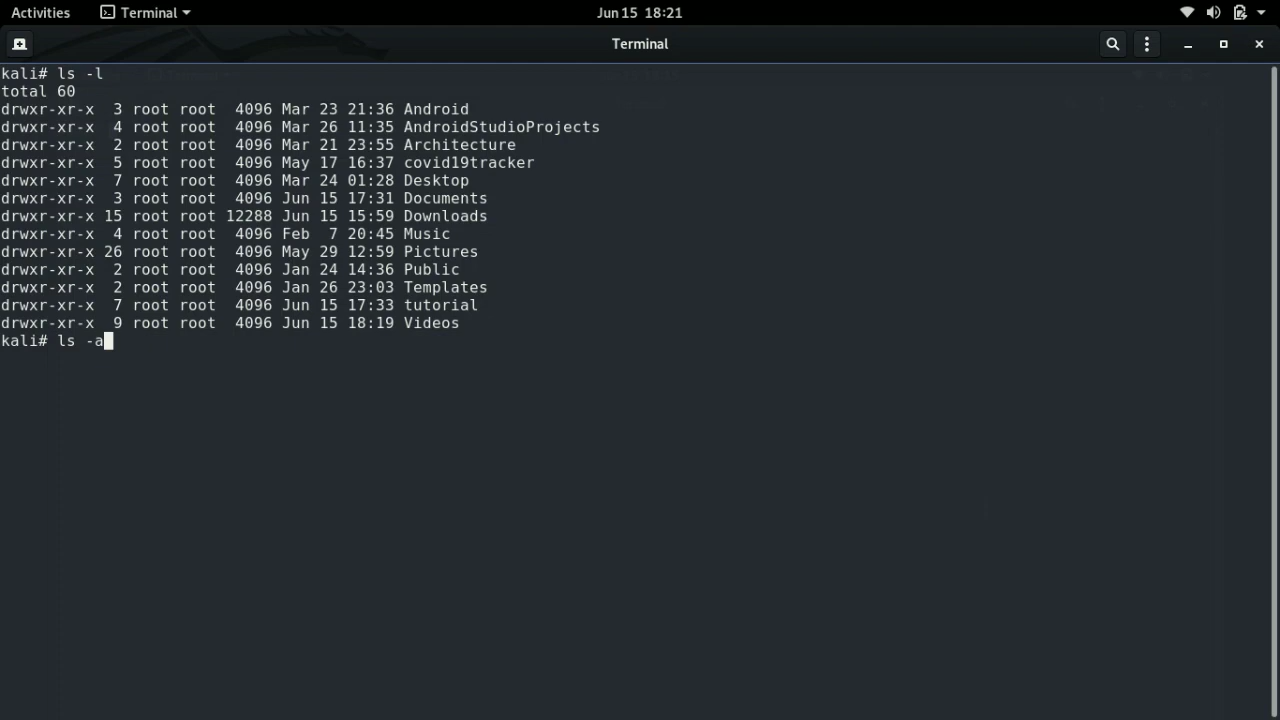 Activities Terminal Jun 15 18:21
Terminal
kali# ls -l
total 60
drwxr-xr-x  3 root root  4096 Mar 23 21:36 Android
drwxr-xr-x  4 root root  4096 Mar 26 11:35 AndroidStudioProjects
drwxr-xr-x  2 root root  4096 Mar 21 23:55 Architecture
drwxr-xr-x  5 root root  4096 May 17 16:37 covid19tracker
drwxr-xr-x  7 root root  4096 Mar 24 01:28 Desktop
drwxr-xr-x  3 root root  4096 Jun 15 17:31 Documents
drwxr-xr-x 15 root root 12288 Jun 15 15:59 Downloads
drwxr-xr-x  4 root root  4096 Feb  7 20:45 Music
drwxr-xr-x 26 root root  4096 May 29 12:59 Pictures
drwxr-xr-x  2 root root  4096 Jan 24 14:36 Public
drwxr-xr-x  2 root root  4096 Jan 26 23:03 Templates
drwxr-xr-x  7 root root  4096 Jun 15 17:33 tutorial
drwxr-xr-x  9 root root  4096 Jun 15 18:19 Videos
kali# ls -a